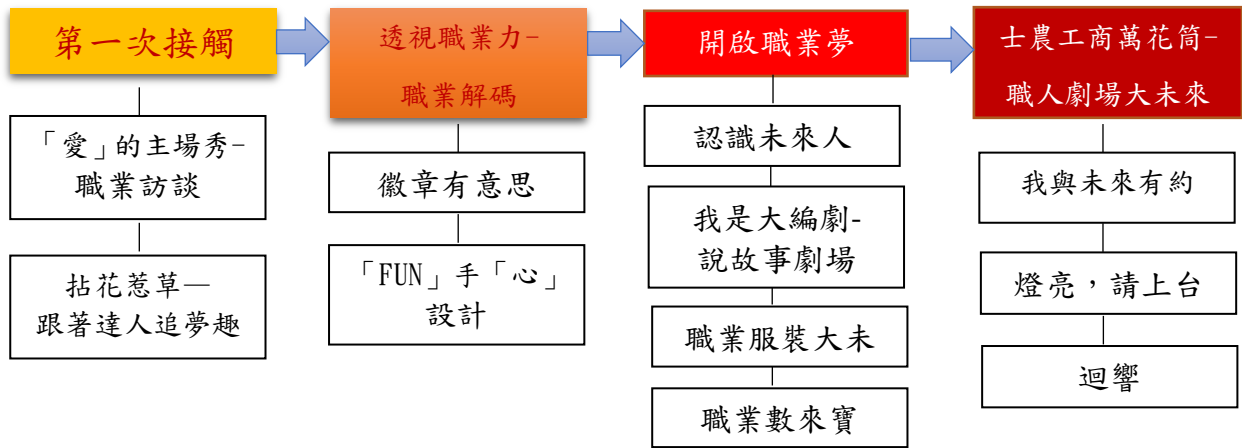 第一次接觸
「愛」的主場秀-
職業訪談
拈花惹草—
跟著達人追夢趣
透視職業力-
職業解碼
徽章有意思
「FUN」手「心」
設計
開啟職業夢
認識未來人
我是大編劇-
說故事劇場
職業服裝大未
職業數來寶
士農工商萬花筒-
職人劇場大未來
我與未來有約
燈亮，請上台
迴響